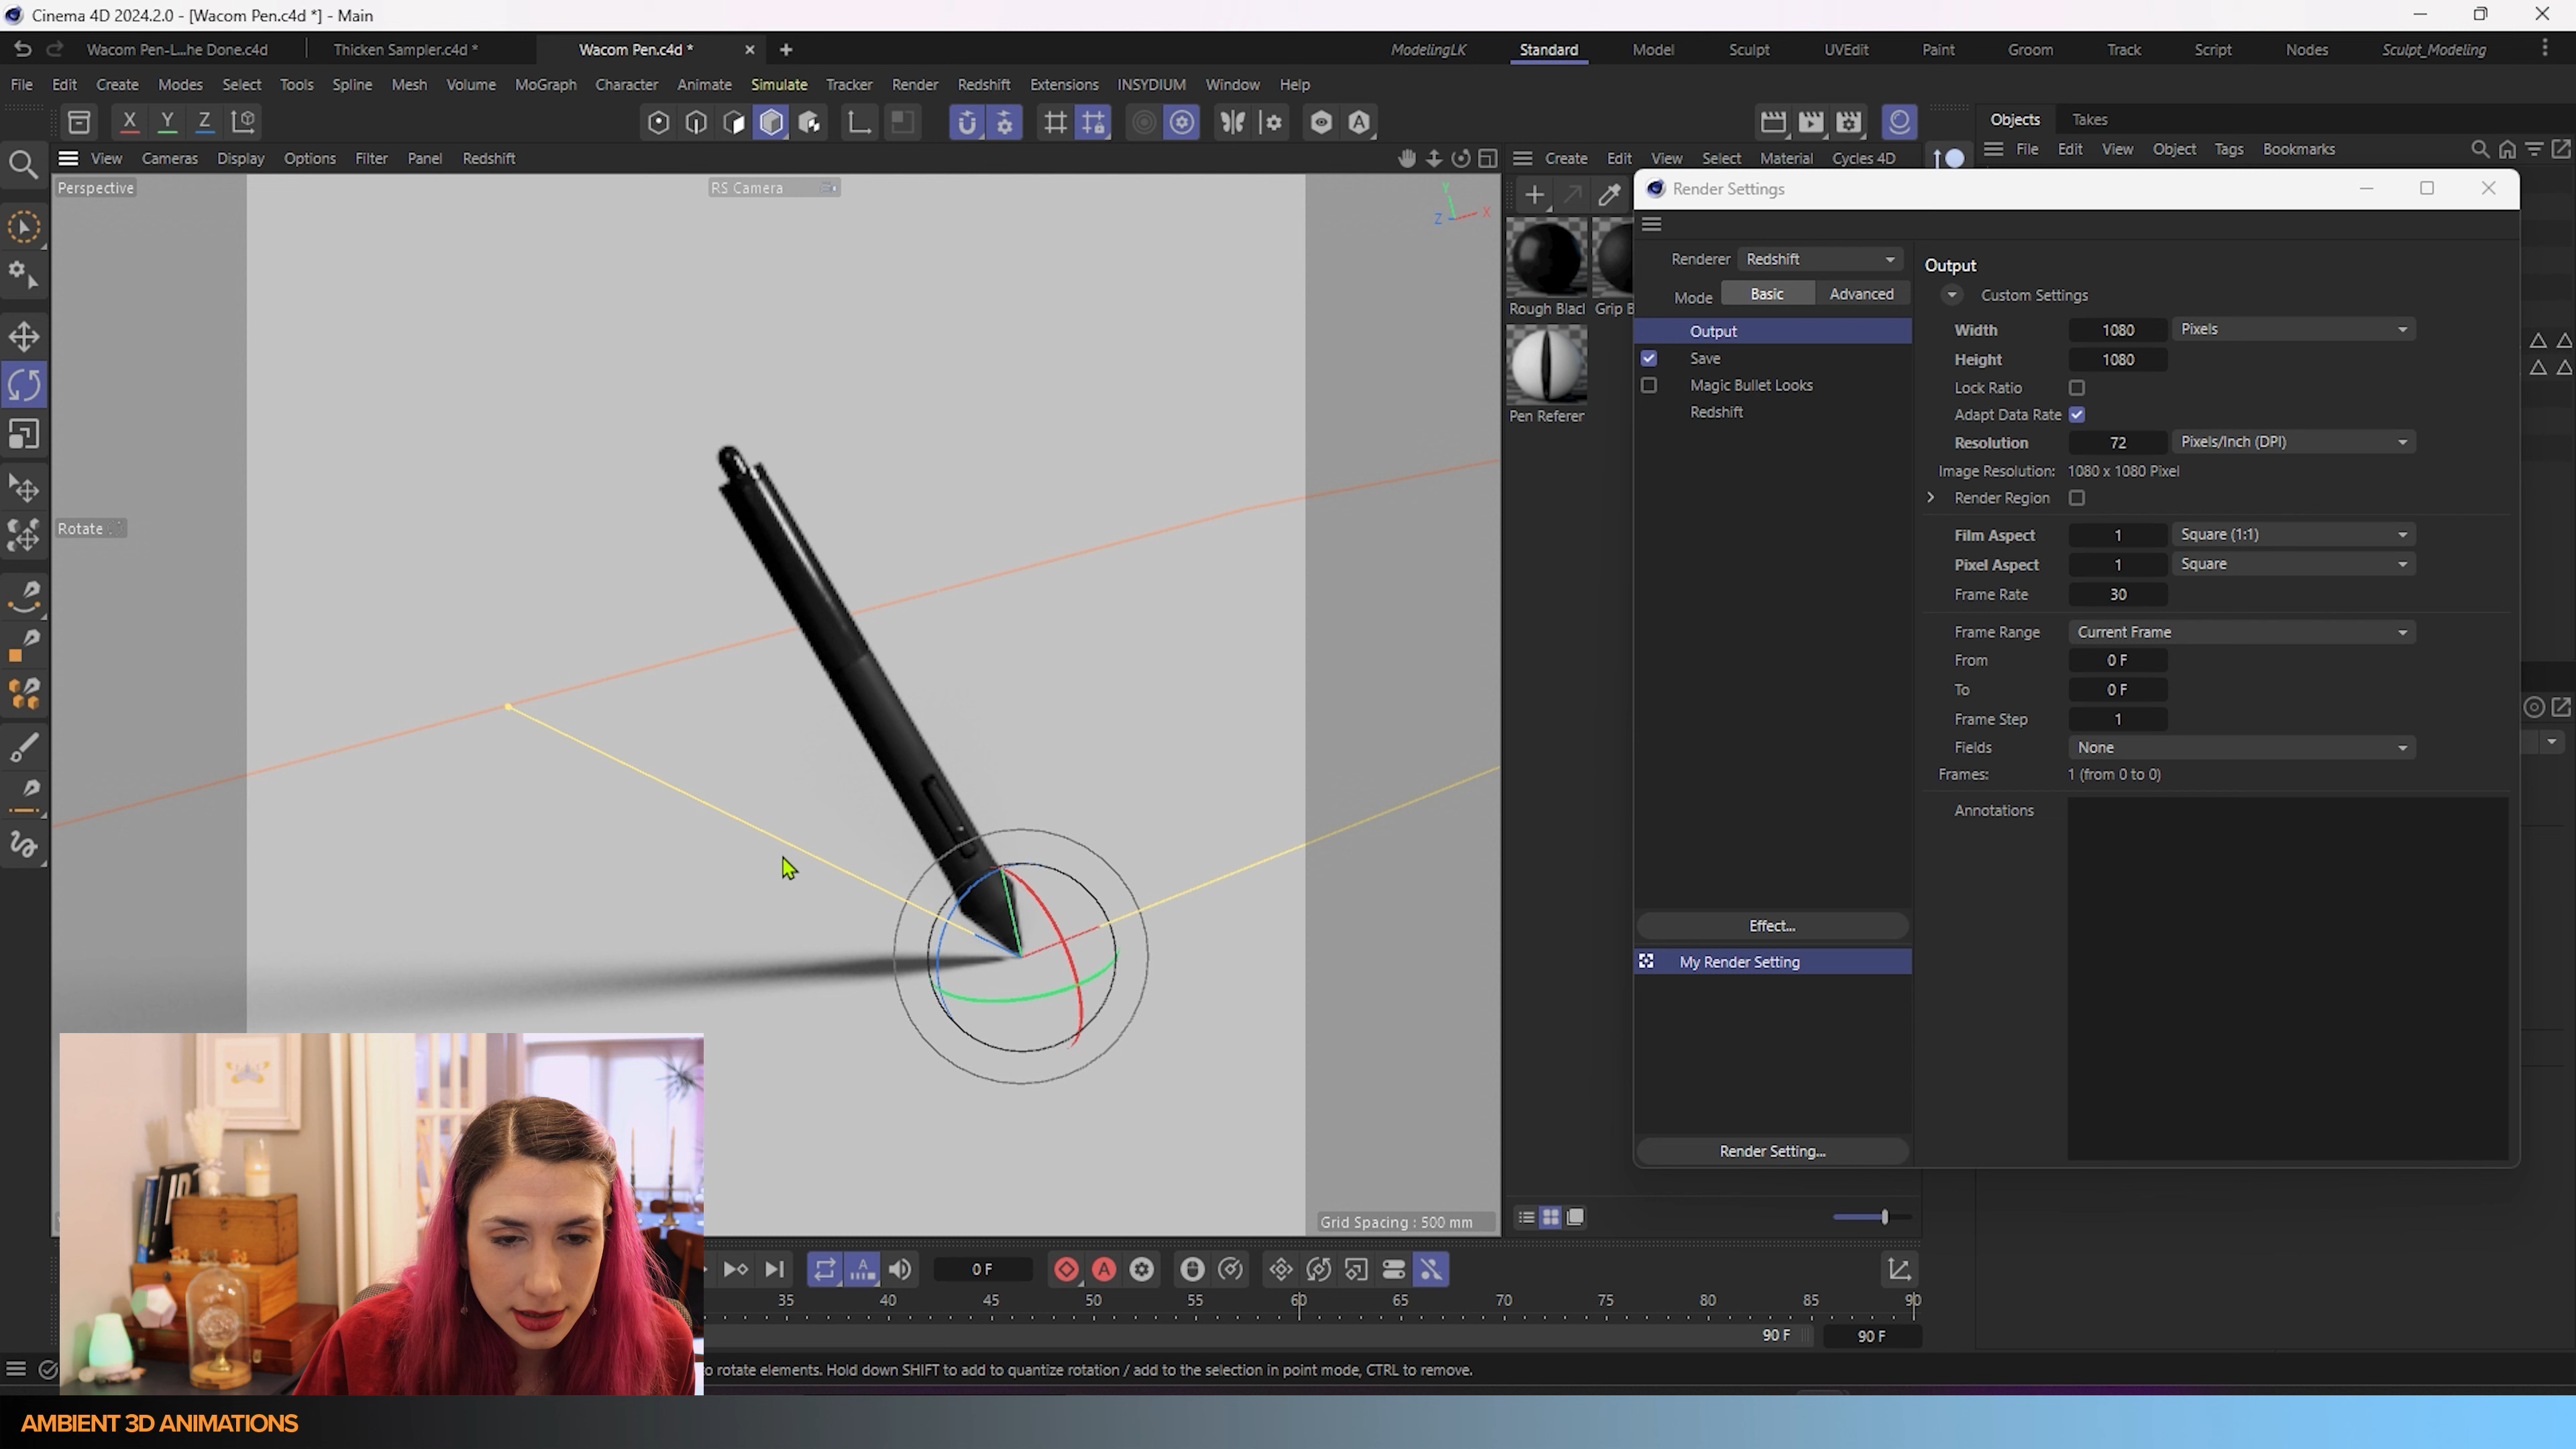 Cinema 4D 2024.2.0 - [Wacom Pen.c4d *] - Main
Wacom Pen-L...he Done.c4d
Thicken Sampler.c4d *
Wacom Pen.c4d *
ModelingLK
Standard
Model
Sculpt
UVEdit
Paint
Groom
Track
Script
Nodes
Sculpt_Modeling
File Edit Create Modes Select Tools Spline Mesh Volume MoGraph Character Animate Simulate Tracker Render Redshift Extensions INSYDIUM Window Help
X Y Z
Objects Takes
View Cameras Display Options Filter Panel Redshift
Create Edit View Select Material Cycles 4D
File Edit View Object Tags Bookmarks
Perspective
RS Camera
Y
Z
X
Rotate
Rough Blacl
Grip B
Pen Referer
Render Settings
Renderer Redshift
Mode Basic Advanced
Output
Save
Magic Bullet Looks
Redshift
Effect...
My Render Setting
Render Setting...
Output
Custom Settings
Width 1080 Pixels
Height 1080
Lock Ratio
Adapt Data Rate
Resolution 72 Pixels/Inch (DPI)
Image Resolution: 1080 x 1080 Pixel
Render Region
Film Aspect 1 Square (1:1)
Pixel Aspect 1 Square
Frame Rate 30
Frame Range Current Frame
From 0 F
To 0 F
Frame Step 1
Fields None
Frames: 1 (from 0 to 0)
Annotations
Grid Spacing : 500 mm
0 F
35 40 45 50 55 60 65 70 75 80 85 90
90 F 90 F
o rotate elements. Hold down SHIFT to add to quantize rotation / add to the selection in point mode, CTRL to remove.
AMBIENT 3D ANIMATIONS